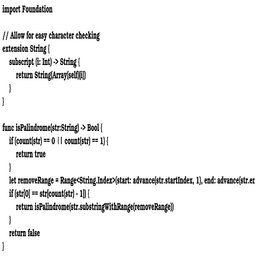 import Foundation
// Allow for easy character checking
extension String {
subscript (i: Int) -> String {
return String(Array(self)[i])
}
}
func isPalindrome(str:String) -> Bool {
if (count(str) == 0 || count(str) == 1) {
return true
}
let removeRange = Range<String.Index>(start: advance(str.startIndex, 1), end: advance(str.er
if (str[0] == str[count(str) - 1]) {
return isPalindrome(str.substringWithRange(removeRange))
}
return false
}